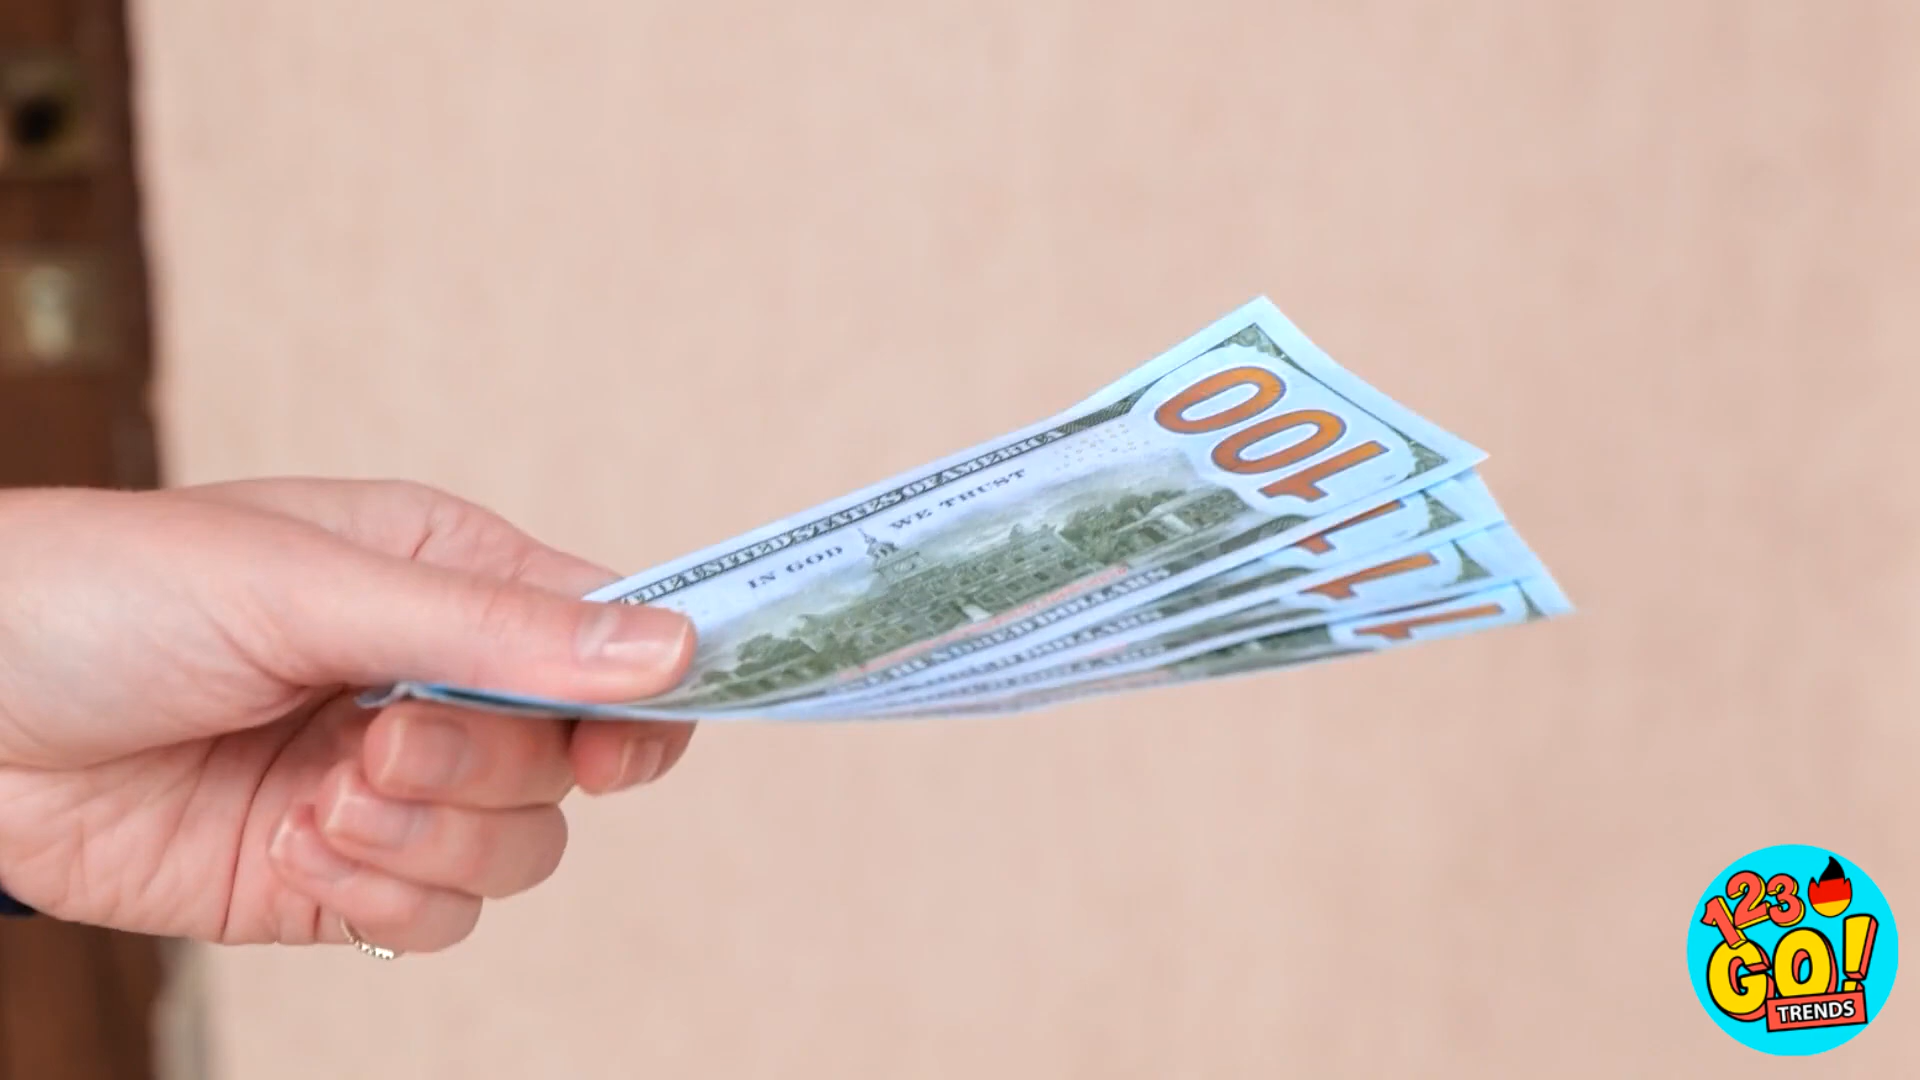 THE UNITED STATES OF AMERICA
IN GOD WE TRUST
100
123
GO!
TRENDS